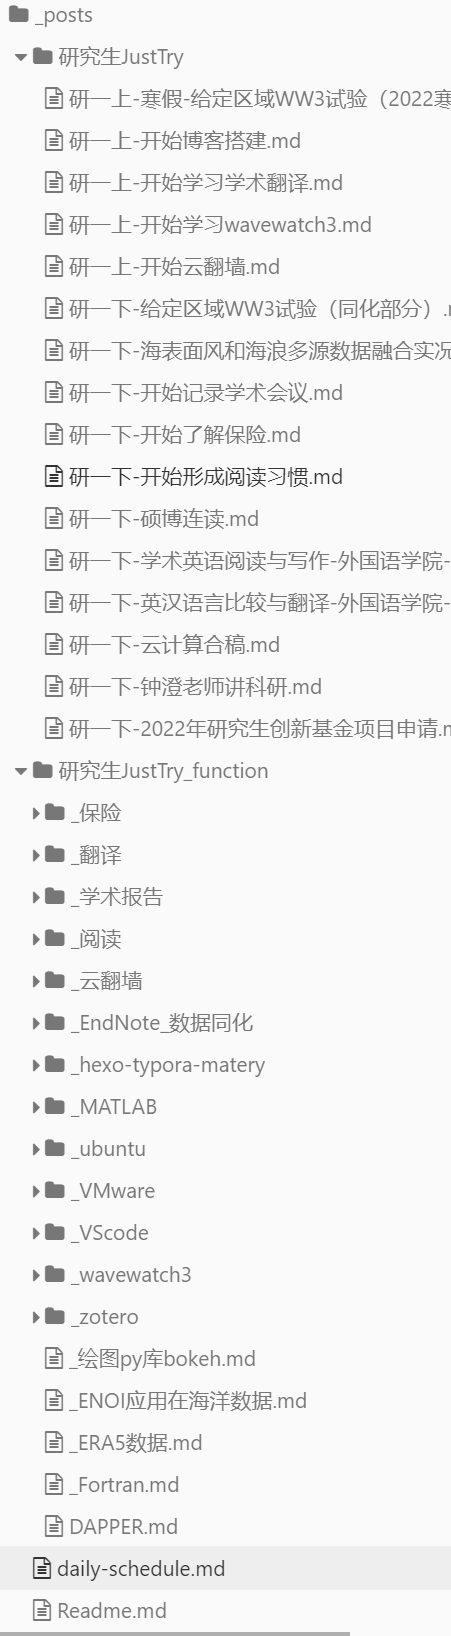 _posts
研究生JustTry
研一上-寒假-给定区域WW3试验（2022寒
研一上-开始博客搭建.md
研一上-开始学习学术翻译.md
研一上-开始学习wavewatch3.md
研一上-开始云翻墙.md
研一下-给定区域WW3试验（同化部分）.
研一下-海表面风和海浪多源数据融合实况
研一下-开始记录学术会议.md
研一下-开始了解保险.md
研一下-开始形成阅读习惯.md
研一下-硕博连读.md
研一下-学术英语阅读与写作-外国语学院-
研一下-英汉语言比较与翻译-外国语学院-
研一下-云计算合稿.md
研一下-钟澄老师讲科研.md
研一下-2022年研究生创新基金项目申请.m
研究生JustTry_function
_保险
_翻译
_学术报告
_阅读
_云翻墙
_EndNote_数据同化
_hexo-typora-matery
_MATLAB
_ubuntu
_VMware
_VScode
_wavewatch3
_zotero
_绘图py库bokeh.md
_ENOI应用在海洋数据.md
_ERA5数据.md
_Fortran.md
DAPPER.md
daily-schedule.md
Readme.md